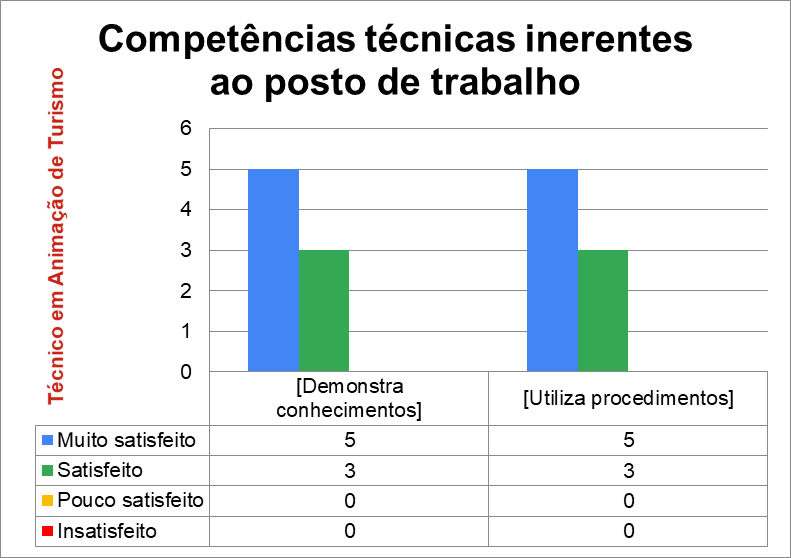 Competências técnicas inerentes
ao posto de trabalho
Técnico em Animação de Turismo
6
5
4
3
2
1
0
[Demonstra
conhecimentos]
[Utiliza procedimentos]
Muito satisfeito 5 5
Satisfeito 3 3
Pouco satisfeito 0 0
Insatisfeito 0 0